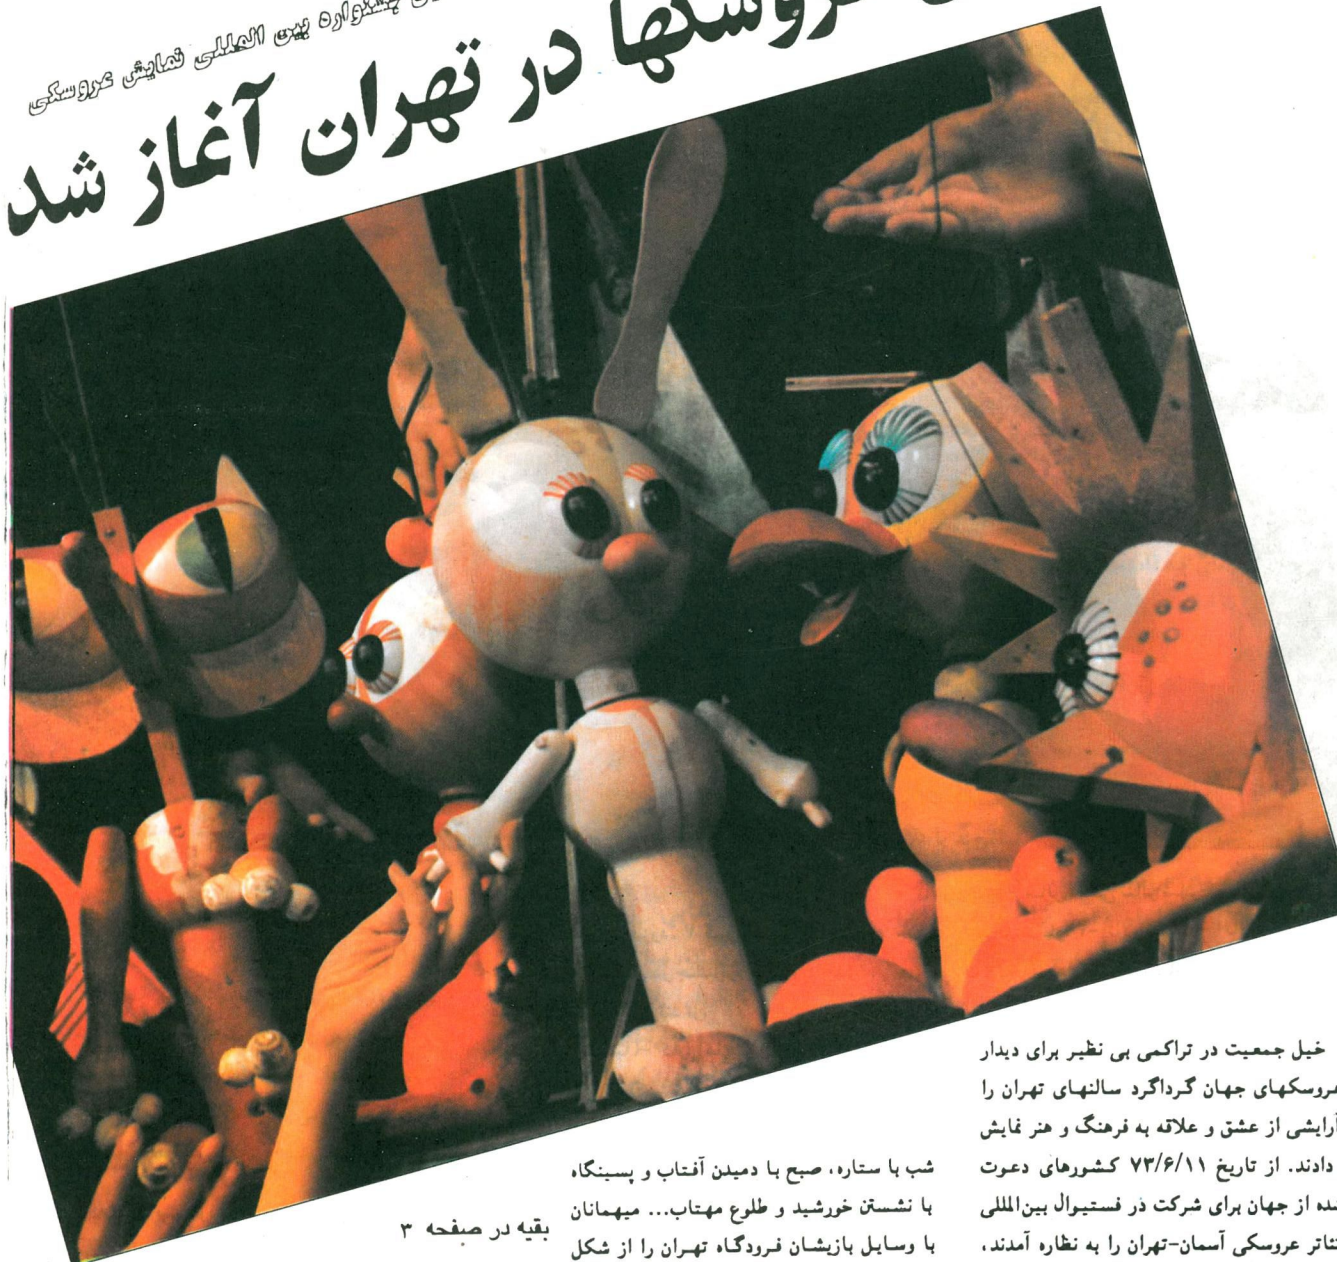 جشنواره بین المللی نمایش عروسکی
عروسکها در تهران آغاز شد
خیل جمعیت در تراکمی بی نظیر برای دیدار
عروسکهای جهان گرداگرد سالنهای تهران را
آرایشی از عشق و علاقه به فرهنگ و هنر نمایش
دادند. از تاریخ ۷۳/۶/۱۱ کشورهای دعوت
شده از جهان برای شرکت در فستیوال بین‌المللی
تئاتر عروسکی آسمان-تهران را به نظاره آمدند،
شب با ستاره، صبح با دمیدن آفتاب و پسینگاه
با نشستن خورشید و طلوع مهتاب... میهمانان
با وسایل بازیشان فرودگاه تهران را از شکل
بقیه در صفحه ۳